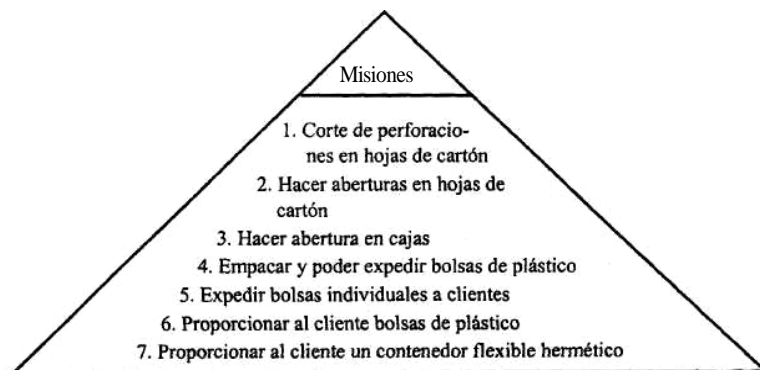 Misiones
1. Corte de perforacio-
nes en hojas de cartón
2. Hacer aberturas en hojas de
cartón
3. Hacer abertura en cajas
4. Empacar y poder expedir bolsas de plástico
5. Expedir bolsas individuales a clientes
6. Proporcionar al cliente bolsas de plástico
7. Proporcionar al cliente un contenedor flexible hermético